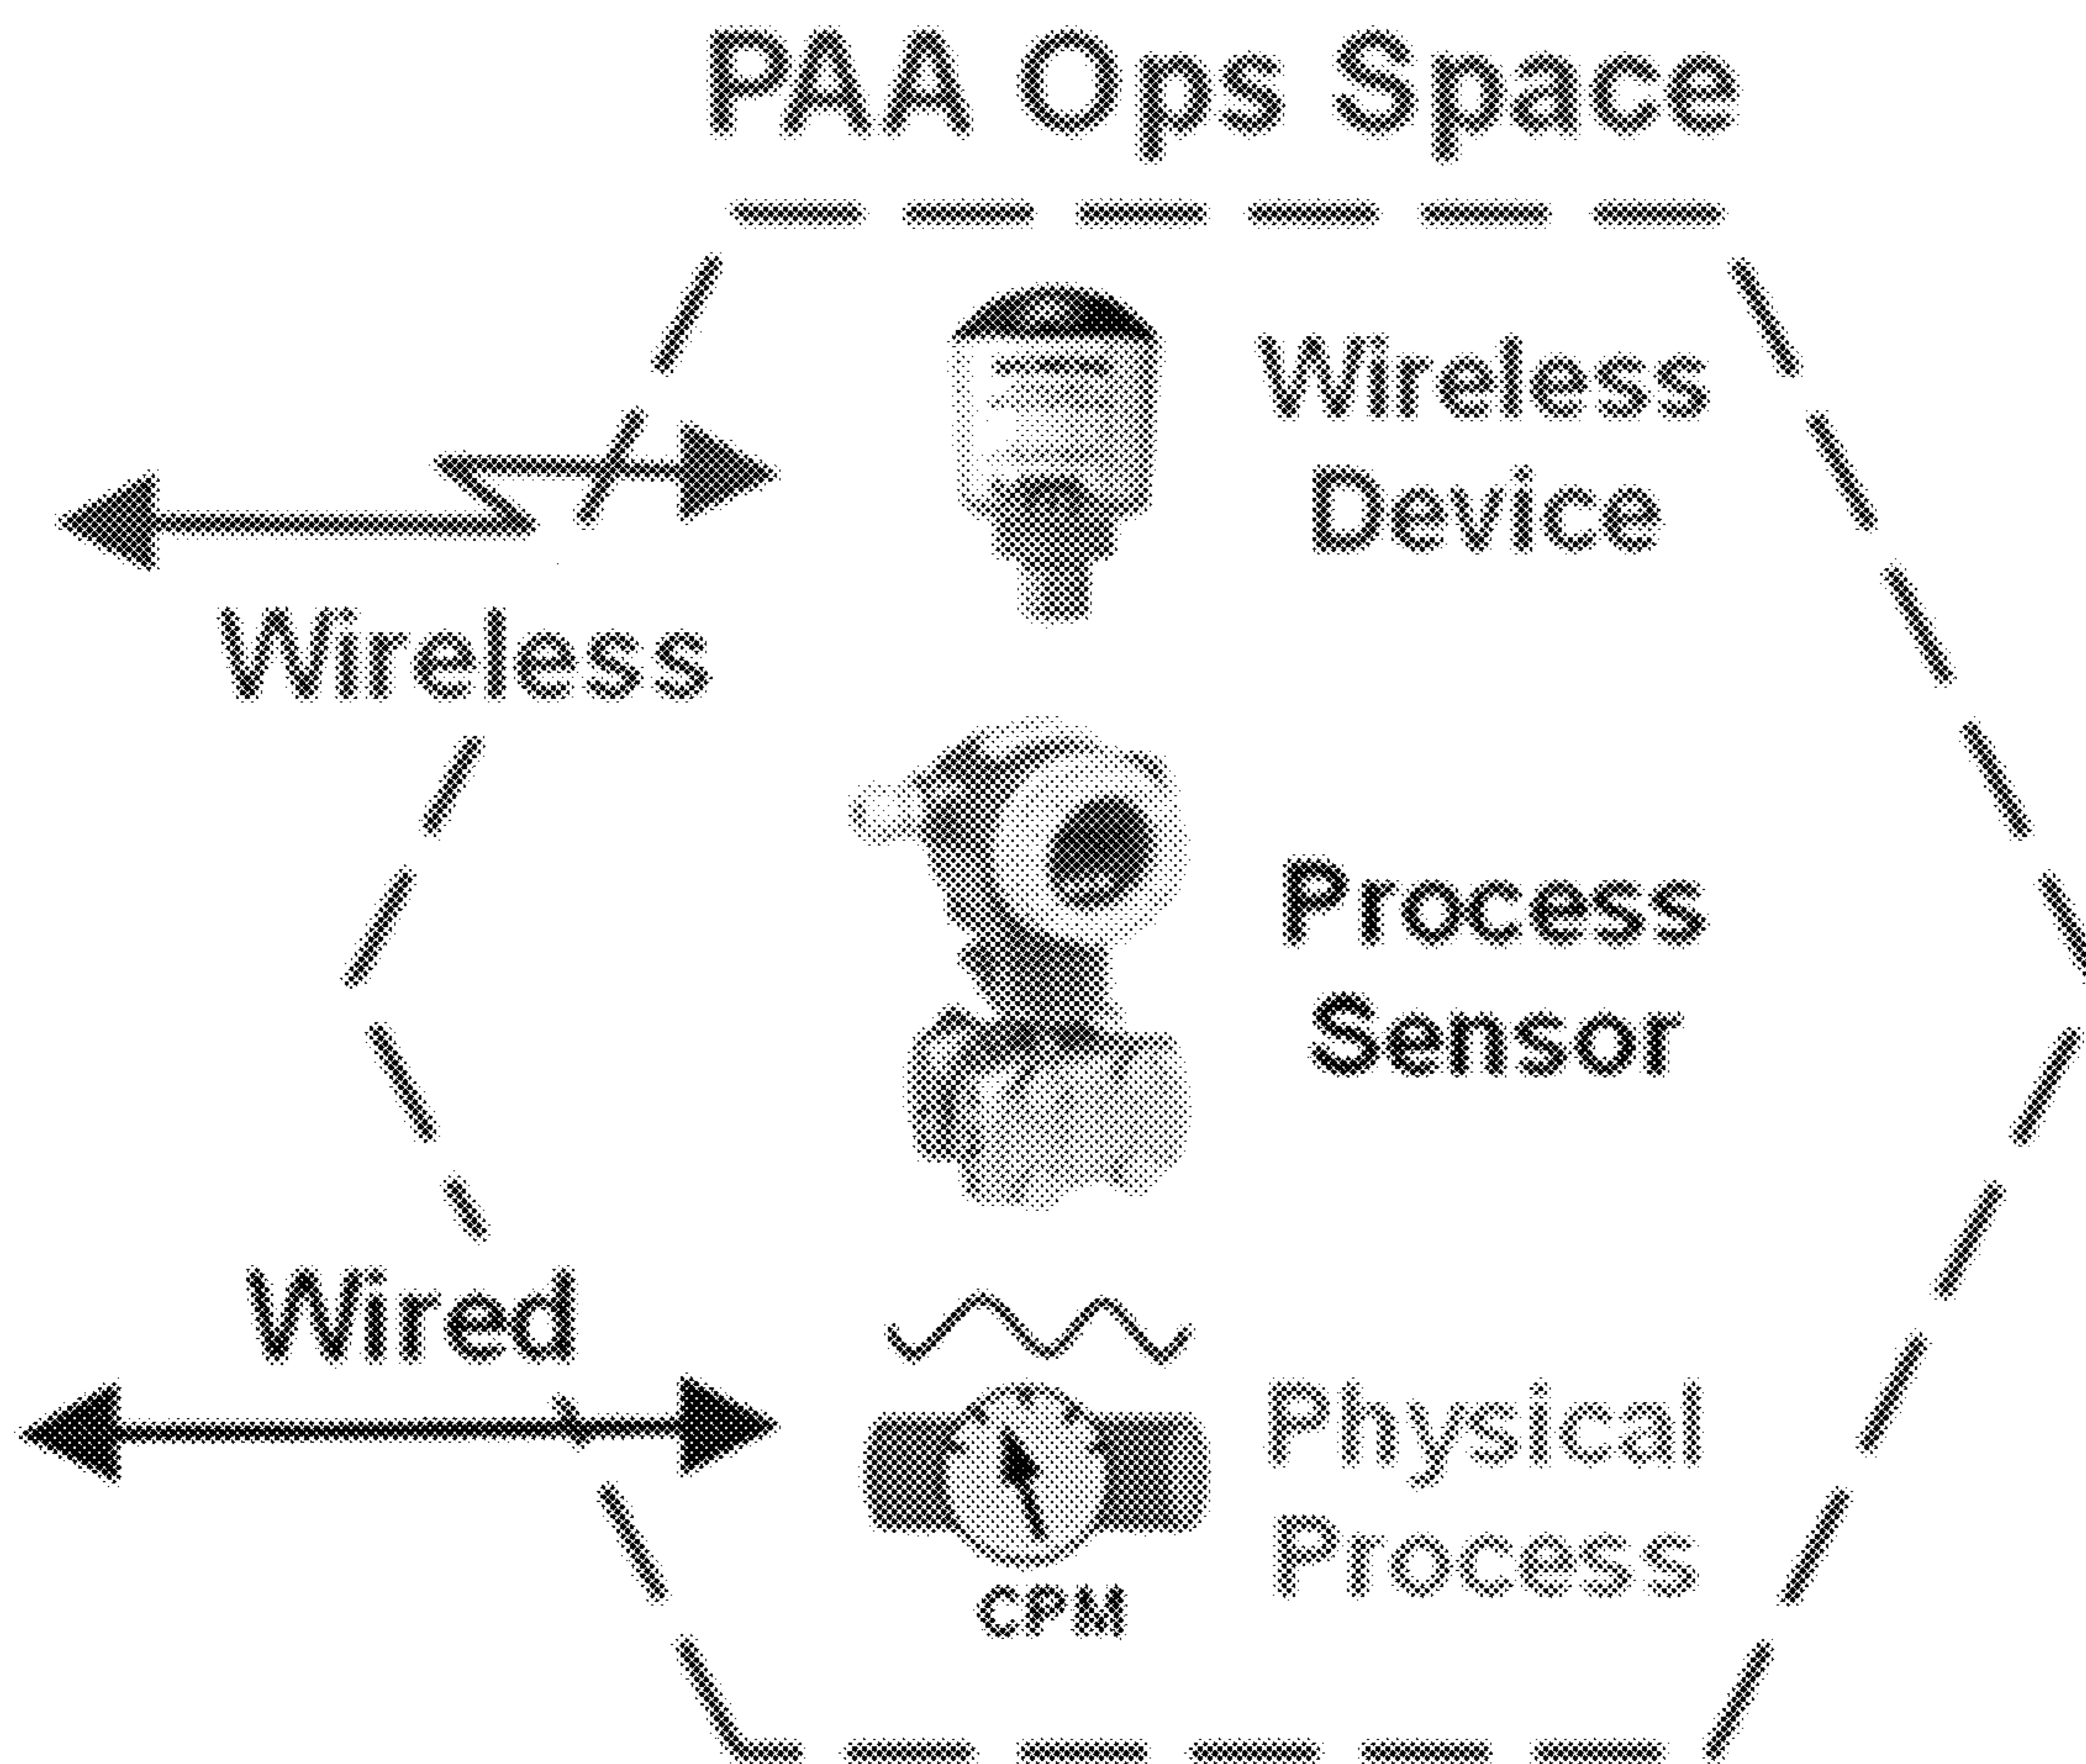 PAA Ops Space
Wireless
Device
Wireless
Process
Sensor
Wired
Physical
Process
CPM